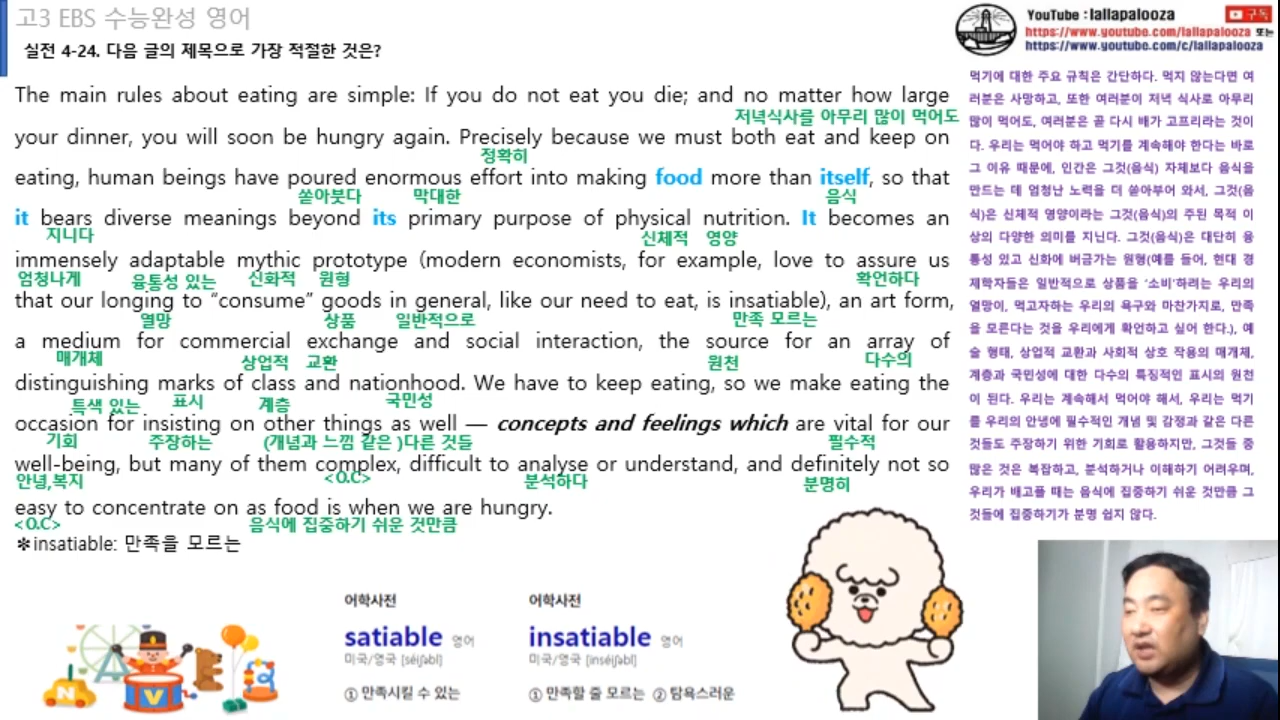 고3 EBS 수능완성 영어
실전 4-24. 다음 글의 제목으로 가장 적절한 것은?
The main rules about eating are simple: If you do not eat you die; and no matter how large
저녁식사를 아무리 많이 먹어도
your dinner, you will soon be hungry again. Precisely because we must both eat and keep on
정확히
eating, human beings have poured enormous effort into making food more than itself, so that
쏟아붓다 막대한 음식
it bears diverse meanings beyond its primary purpose of physical nutrition. It becomes an
지니다 신체적 영양
immensely adaptable mythic prototype (modern economists, for example, love to assure us
엄청나게 융통성 있는 신화적 원형 확언하다
that our longing to “consume” goods in general, like our need to eat, is insatiable), an art form,
열망 상품 일반적으로 만족 모르는
a medium for commercial exchange and social interaction, the source for an array of
매개체 상업적 교환 원천 다수의
distinguishing marks of class and nationhood. We have to keep eating, so we make eating the
특색 있는 표시 계층 국민성
occasion for insisting on other things as well — concepts and feelings which are vital for our
기회 주장하는 (개념과 느낌 같은 )다른 것들 필수적
well-being, but many of them complex, difficult to analyse or understand, and definitely not so
안녕,복지 <O.C> 분석하다 분명히
easy to concentrate on as food is when we are hungry.
<O.C> 음식에 집중하기 쉬운 것만큼
*insatiable: 만족을 모르는
YouTube : lallapalooza
구독
https://www.youtube.com/lallapalooza 또는
https://www.youtube.com/c/lallapalooza
먹기에 대한 주요 규칙은 간단하다. 먹지 않는다면 여
러분은 사망하고, 또한 여러분이 저녁 식사로 아무리
많이 먹어도, 여러분은 곧 다시 배가 고프리라는 것이
다. 우리는 먹어야 하고 먹기를 계속해야 한다는 바로
그 이유 때문에, 인간은 그것(음식) 자체보다 음식을
만드는 데 엄청난 노력을 더 쏟아부어 와서, 그것(음
식)은 신체적 영양이라는 그것(음식)의 주된 목적 이
상의 다양한 의미를 지닌다. 그것(음식)은 대단히 융
통성 있고 신화에 버금가는 원형(예를 들어, 현대 경
제학자들은 일반적으로 상품을 ‘소비’하려는 우리의
열망이, 먹고자하는 우리의 욕구와 마찬가지로, 만족
을 모른다는 것을 우리에게 확언하고 싶어 한다.), 예
술 형태, 상업적 교환과 사회적 상호 작용의 매개체,
계층과 국민성에 대한 다수의 특징적인 표시의 원천
이 된다. 우리는 계속해서 먹어야 해서, 우리는 먹기
를 우리의 안녕에 필수적인 개념 및 감정과 같은 다른
것들도 주장하기 위한 기회로 활용하지만, 그것들 중
많은 것은 복잡하고, 분석하거나 이해하기 어려우며,
우리가 배고플 때는 음식에 집중하기 쉬운 것만큼 그
것들에 집중하기가 분명 쉽지 않다.
NAVER
어학사전
satiable 영어
미국/영국 [séiʃəbl]
① 만족시킬 수 있는
어학사전
insatiable 영어
미국/영국 [inséiʃəbl]
① 만족할 줄 모르는 ② 탐욕스러운